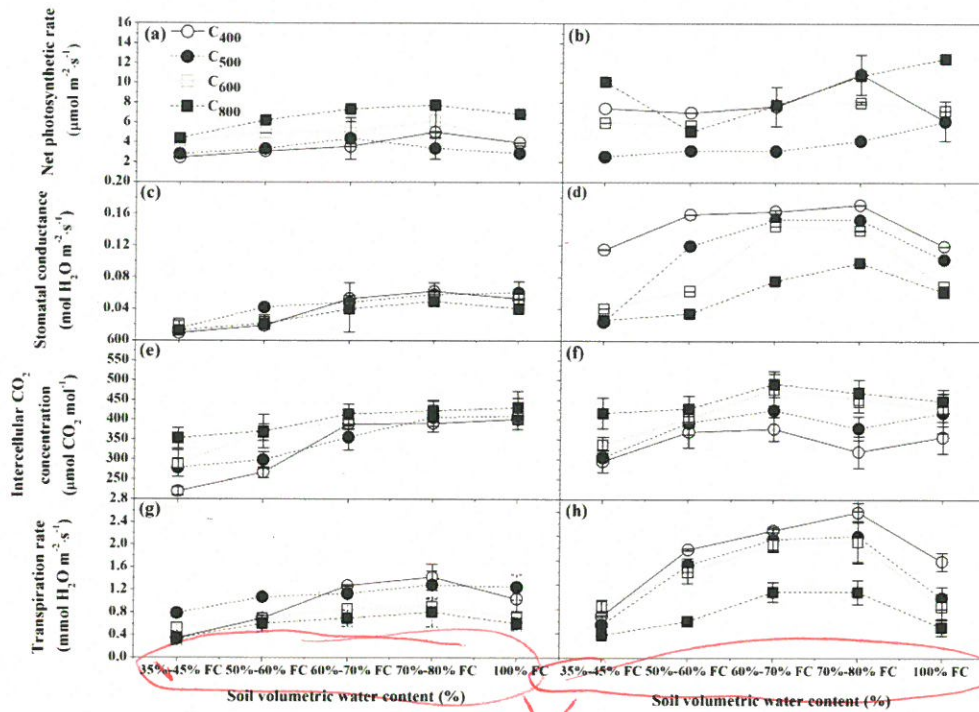 Net photosynthetic rate
(μmol m⁻²·s⁻¹)
16
14
12
10
8
6
4
2
0.20
(a)
C400
C500
C600
C800
(b)
Stomatal conductance
(mol H₂O m⁻²·s⁻¹)
0.16
0.12
0.08
0.04
600
(c)
(d)
Intercellular CO₂
concentration
(μmol CO₂ mol⁻¹)
550
500
450
400
350
300
250
2.8
(e)
(f)
Transpiration rate
(mmol H₂O m⁻²·s⁻¹)
2.4
2.0
1.6
1.2
0.8
0.4
0.0
(g)
(h)
35%-45% FC 50%-60% FC 60%-70% FC 70%-80% FC 100% FC
35%-45% FC 50%-60% FC 60%-70% FC 70%-80% FC 100% FC
Soil volumetric water content (%)
Soil volumetric water content (%)